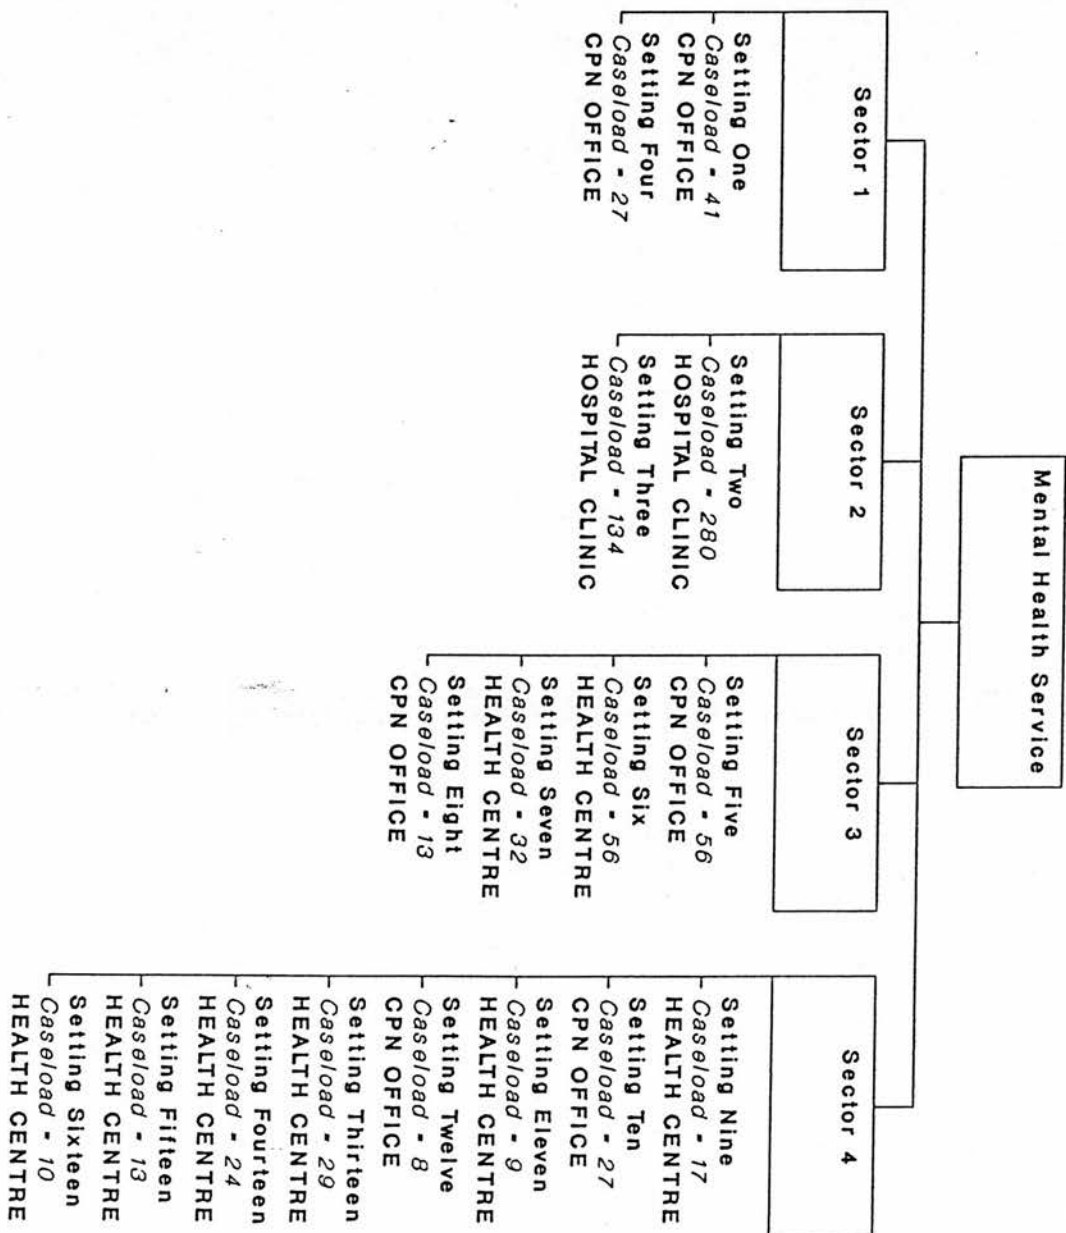 Mental Health Service
Sector 1
Setting One
Caseload - 41
CPN OFFICE
Setting Four
Caseload - 27
CPN OFFICE
Sector 2
Setting Two
Caseload - 280
HOSPITAL CLINIC
Setting Three
Caseload - 134
HOSPITAL CLINIC
Sector 3
Setting Five
Caseload - 56
CPN OFFICE
Setting Six
Caseload - 56
HEALTH CENTRE
Setting Seven
Caseload - 32
HEALTH CENTRE
Setting Eight
Caseload - 13
CPN OFFICE
Sector 4
Setting Nine
Caseload - 17
HEALTH CENTRE
Setting Ten
Caseload - 27
CPN OFFICE
Setting Eleven
Caseload - 9
HEALTH CENTRE
Setting Twelve
Caseload - 8
CPN OFFICE
Setting Thirteen
Caseload - 29
HEALTH CENTRE
Setting Fourteen
Caseload - 24
HEALTH CENTRE
Setting Fifteen
Caseload - 13
HEALTH CENTRE
Setting Sixteen
Caseload - 10
HEALTH CENTRE